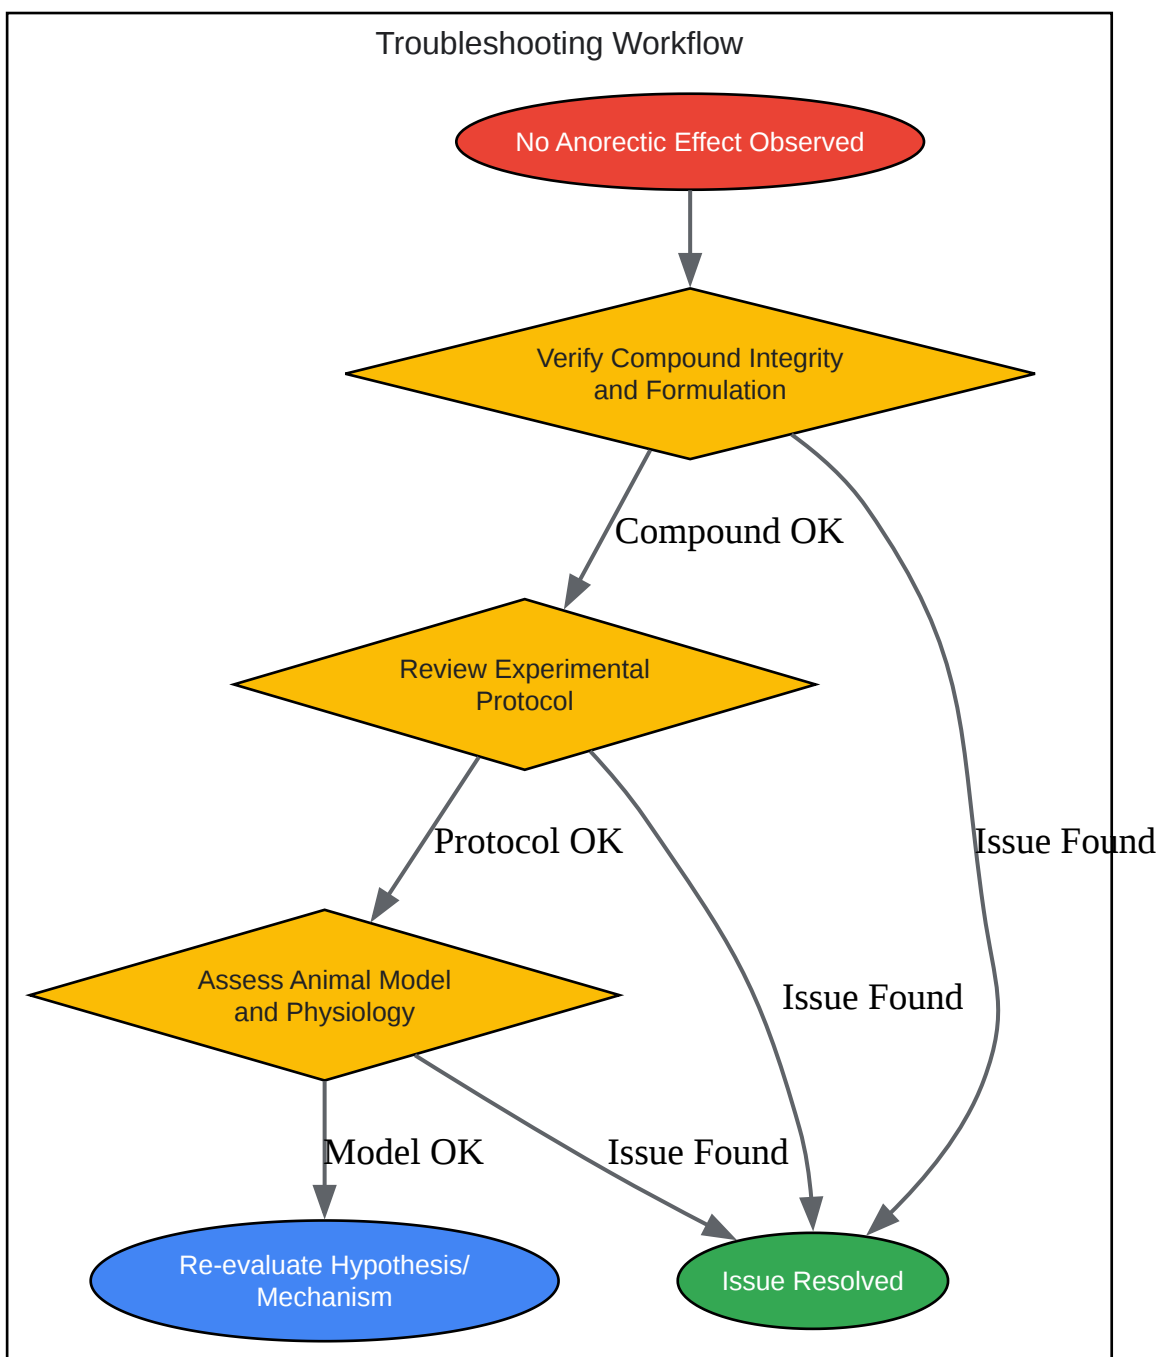 Troubleshooting Workflow
No Anorectic Effect Observed
Verify Compound Integrity
and Formulation
Compound OK
Review Experimental
Protocol
Protocol OK
Issue Found
Assess Animal Model
and Physiology
Issue Found
Model OK
Issue Found
Re-evaluate Hypothesis/
Mechanism
Issue Resolved